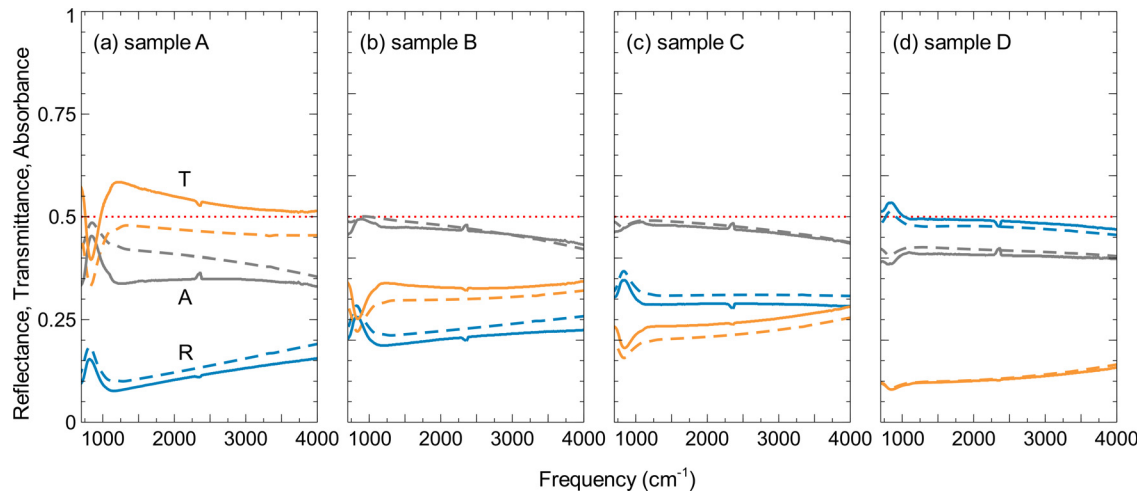 Reflectance, Transmittance, Absorbance
1
0.75
0.5
0.25
0
(a) sample A
T
A
R
1000 2000 3000 4000
(b) sample B
1000 2000 3000 4000
(c) sample C
1000 2000 3000 4000
(d) sample D
1000 2000 3000 4000
Frequency (cm⁻¹)